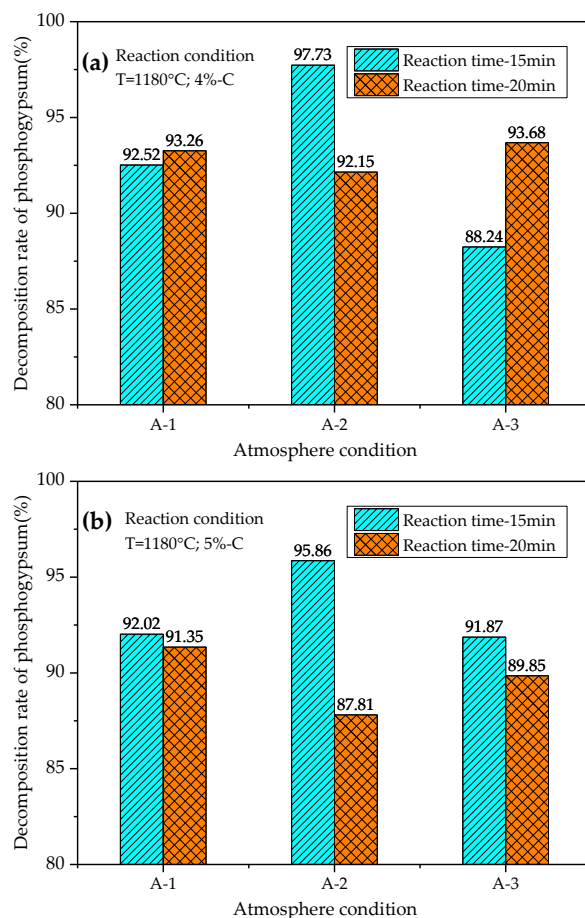 (a)
Reaction condition
T=1180°C; 4%-C
Reaction time-15min
Reaction time-20min
Decomposition rate of phosphogypsum(%)
100
95
90
85
80
92.52
93.26
97.73
92.15
88.24
93.68
A-1
A-2
A-3
Atmosphere condition
(b)
Reaction condition
T=1180°C; 5%-C
Reaction time-15min
Reaction time-20min
Decomposition rate of phosphogypsum(%)
100
95
90
85
80
92.02
91.35
95.86
87.81
91.87
89.85
A-1
A-2
A-3
Atmosphere condition